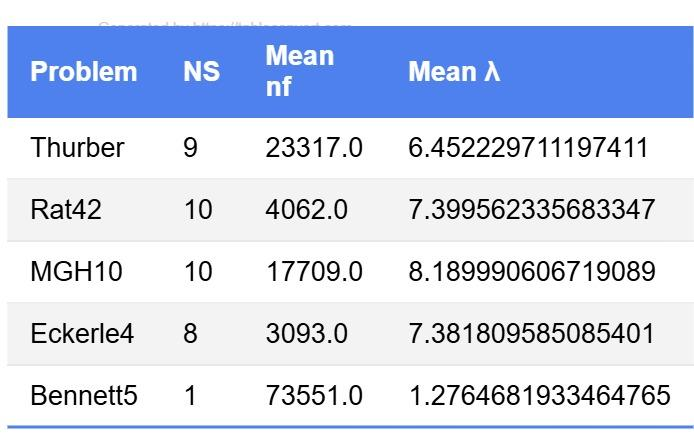 Problem NS Mean nf Mean λ
Thurber 9 23317.0 6.452229711197411
Rat42 10 4062.0 7.399562335683347
MGH10 10 17709.0 8.189990606719089
Eckerle4 8 3093.0 7.381809585085401
Bennett5 1 73551.0 1.2764681933464765